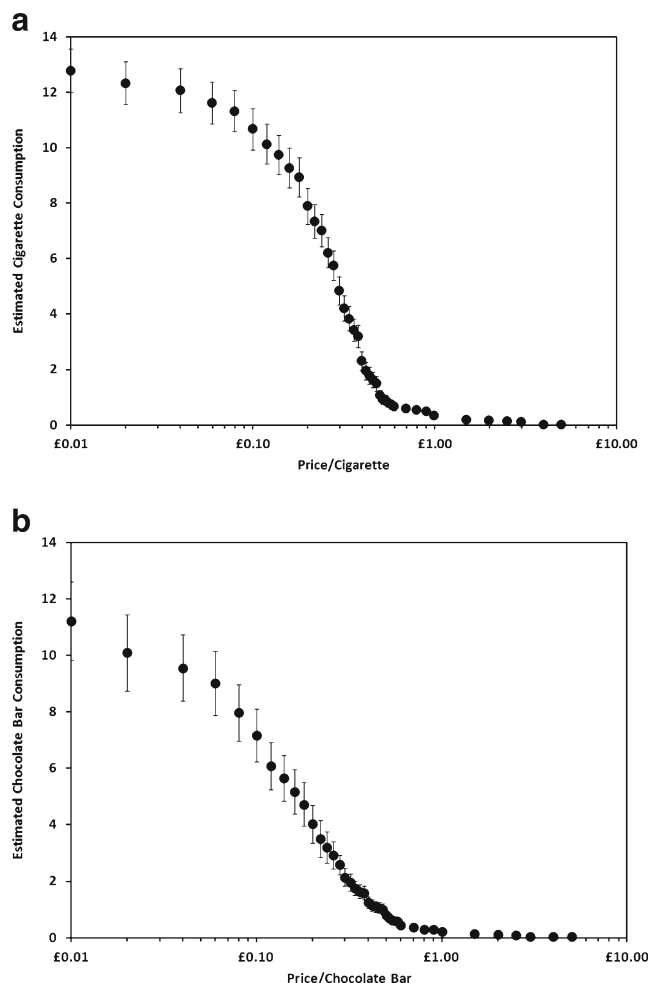 a
14
12
10
8
6
4
2
0
Estimated Cigarette Consumption
£0.01 £0.10 £1.00 £10.00
Price/Cigarette
b
14
12
10
8
6
4
2
0
Estimated Chocolate Bar Consumption
£0.01 £0.10 £1.00 £10.00
Price/Chocolate Bar